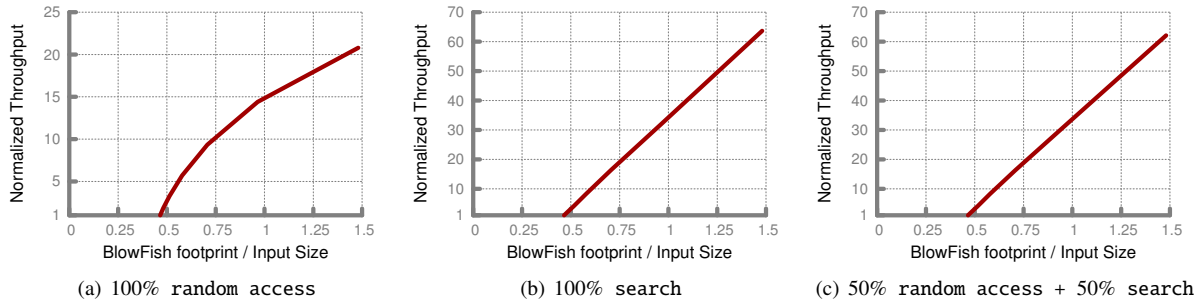 Normalized Throughput
25
20
15
10
5
1
0 0.25 0.5 0.75 1 1.25 1.5
BlowFish footprint / Input Size
(a) 100% random access
Normalized Throughput
70
60
50
40
30
20
10
1
0 0.25 0.5 0.75 1 1.25 1.5
BlowFish footprint / Input Size
(b) 100% search
Normalized Throughput
70
60
50
40
30
20
10
1
0 0.25 0.5 0.75 1 1.25 1.5
BlowFish footprint / Input Size
(c) 50% random access + 50% search